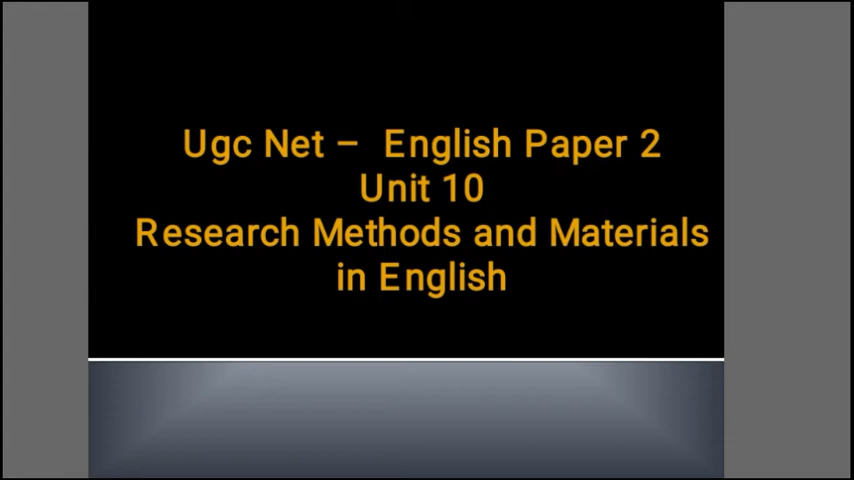 Ugc Net – English Paper 2
Unit 10
Research Methods and Materials
in English